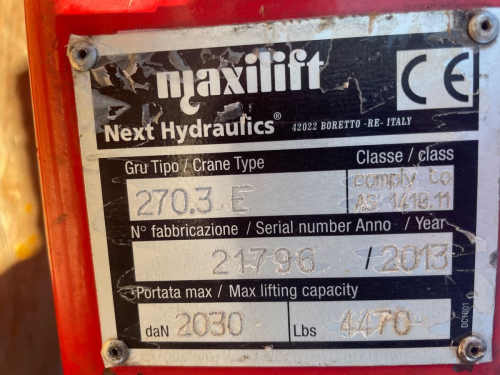 maxilift
CE
Next Hydraulics® 42022 BORETTO -RE- ITALY
Gru Tipo / Crane Type Classe / class
270.3 E comply to
AS 1418.11
N° fabbricazione / Serial number Anno / Year
21796 / 2013
Portata max / Max lifting capacity
daN 2030 Lbs 4470